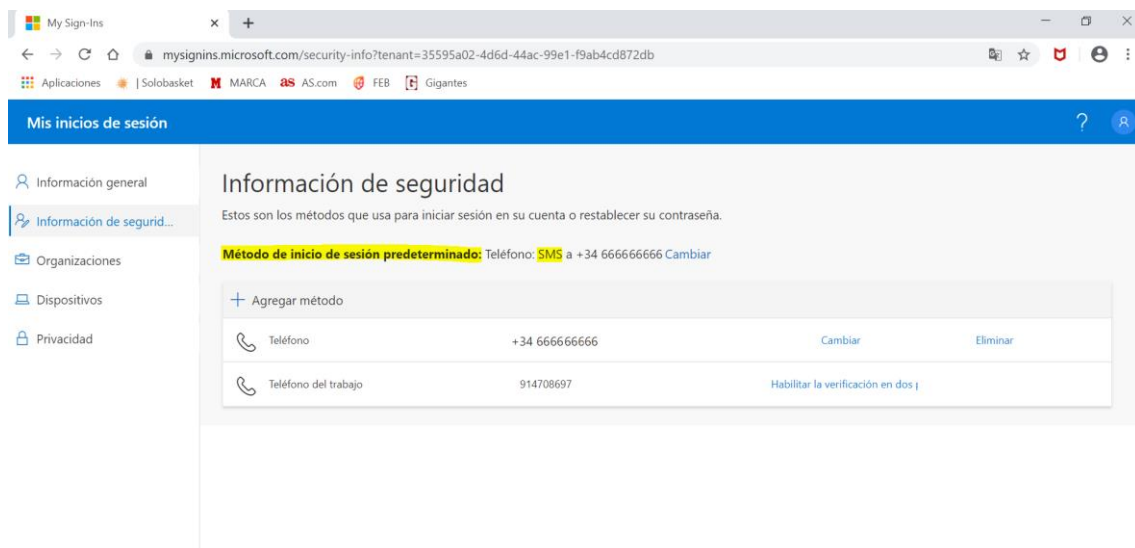 My Sign-Ins
mysignins.microsoft.com/security-info?tenant=35595a02-4d6d-44ac-99e1-f9ab4cd872db
Aplicaciones | Solobasket M MARCA as AS.com FEB Gigantes
Mis inicios de sesión ?
Información general
Información de segurid...
Organizaciones
Dispositivos
Privacidad
Información de seguridad
Estos son los métodos que usa para iniciar sesión en su cuenta o restablecer su contraseña.
Método de inicio de sesión predeterminado: Teléfono: SMS a +34 666666666 Cambiar
+ Agregar método
Teléfono +34 666666666 Cambiar Eliminar
Teléfono del trabajo 914708697 Habilitar la verificación en dos p